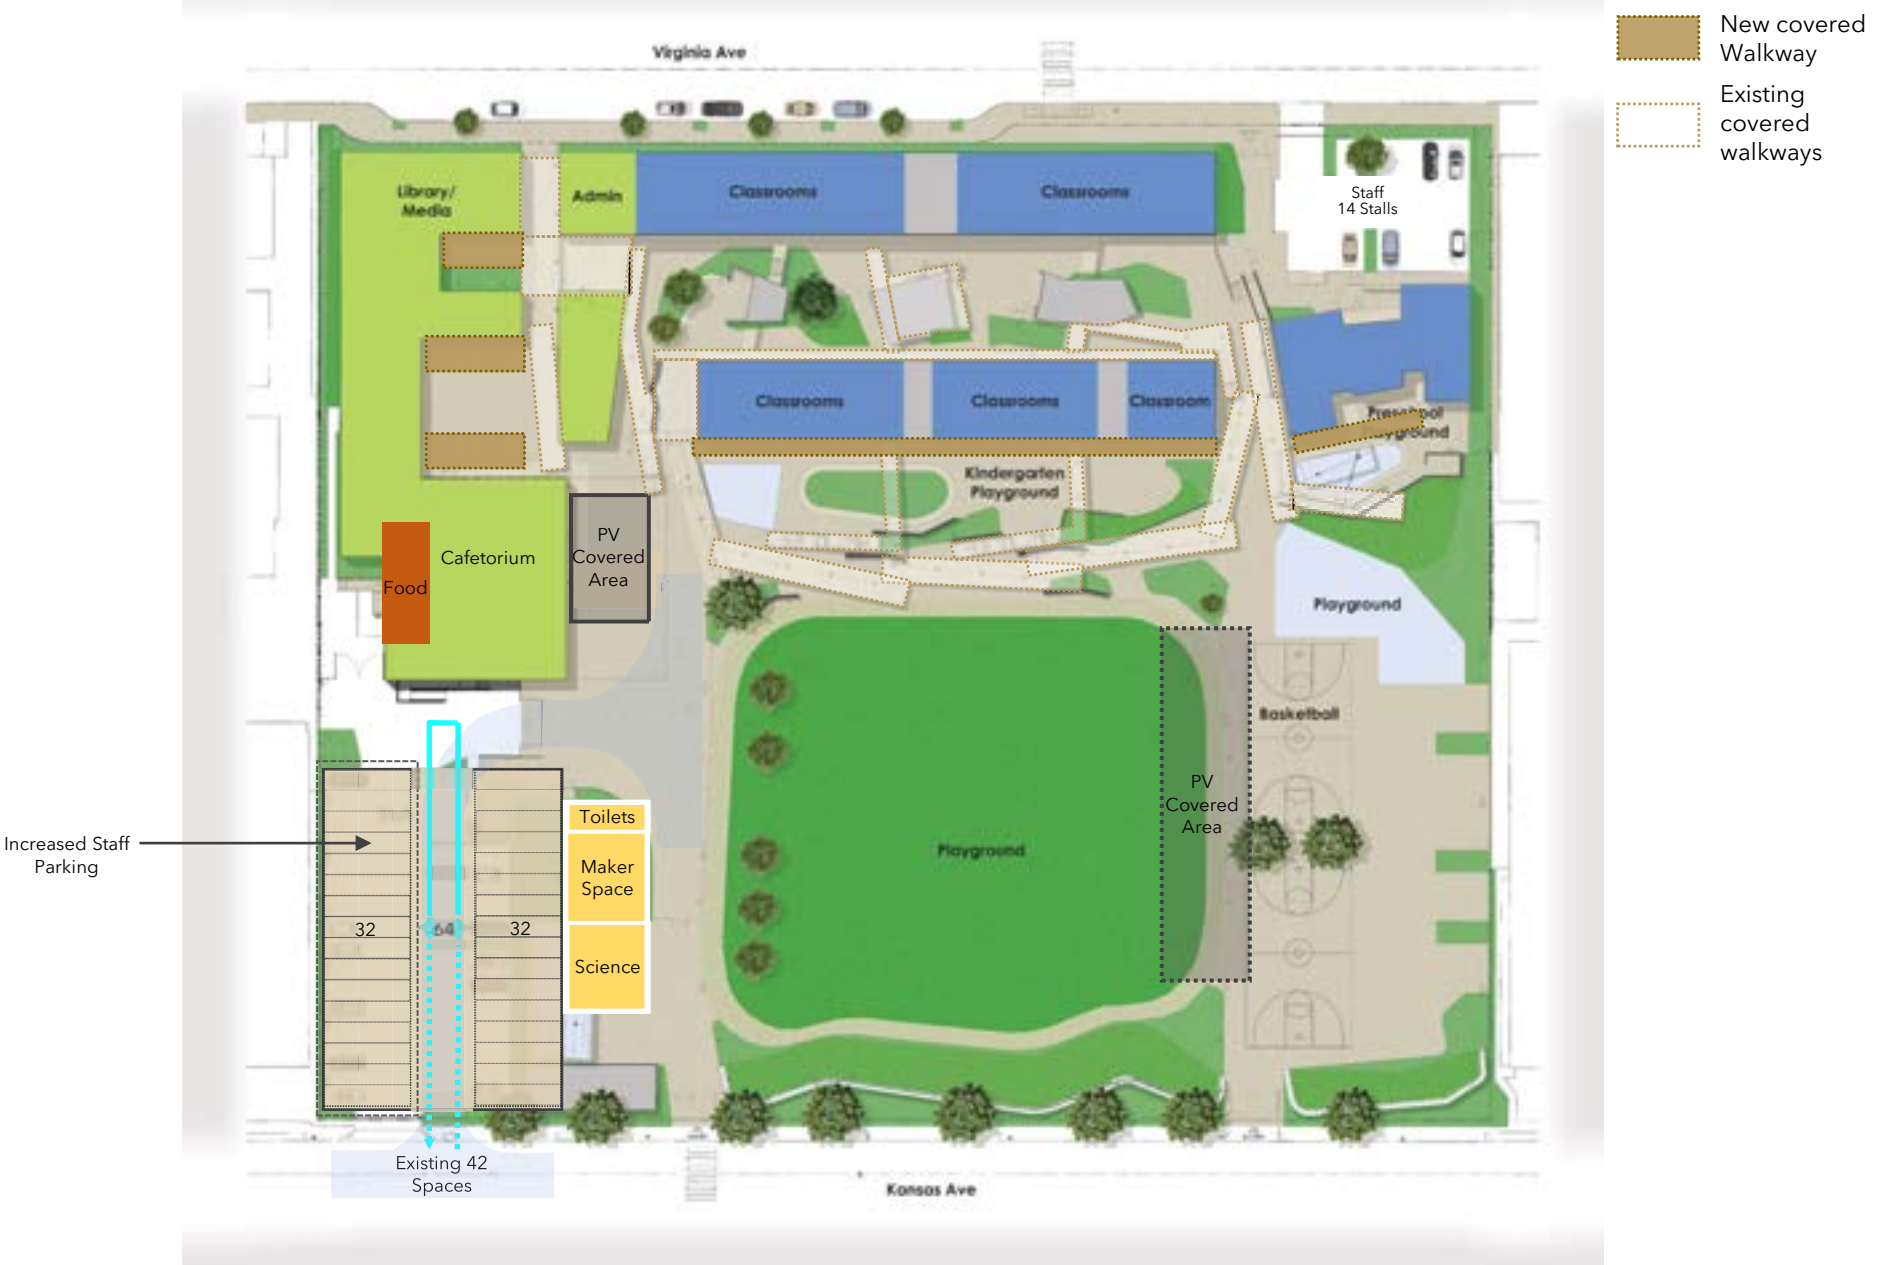 New covered
Walkway
Existing
covered
walkways
Virginia Ave
Library/
Media
Admin
Classrooms
Classrooms
Staff
14 Stalls
Classrooms
Classrooms
Classroom
Preschool
Playground
Kindergarten
Playground
PV
Covered
Area
Cafetorium
Food
Playground
Basketball
PV
Covered
Area
Toilets
Maker
Space
Science
Increased Staff
Parking
Playground
32
64
32
Existing 42
Spaces
Kansas Ave